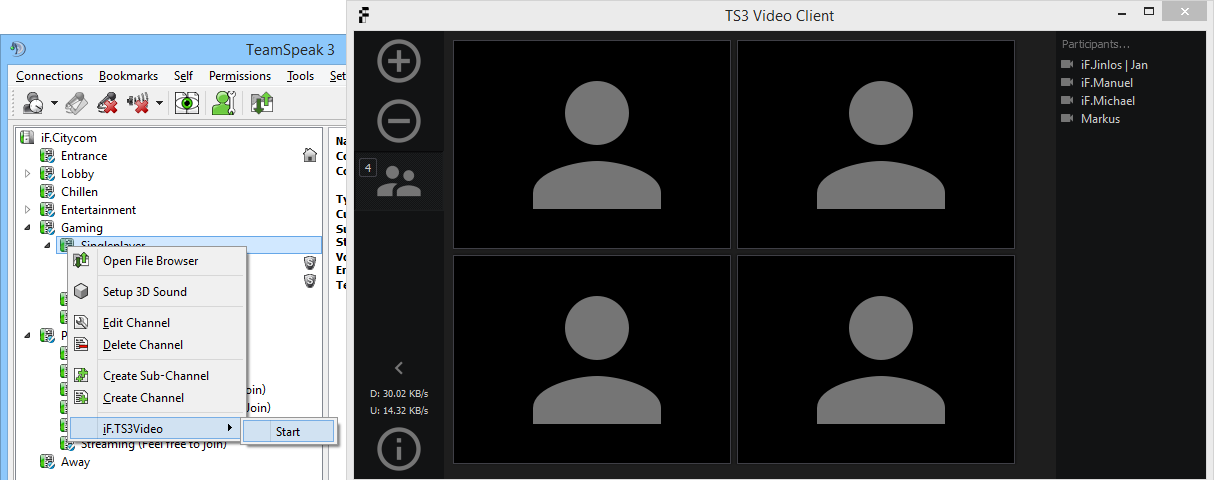 TeamSpeak 3
Connections Bookmarks Self Permissions Tools Set
iF.Citycom
Entrance
Lobby
Chillen
Entertainment
Gaming
Singleplayer
Open File Browser
Setup 3D Sound
Edit Channel
Delete Channel
Create Sub-Channel
Create Channel
iF.TS3Video
Start
P
oin)
Join)
Streaming (Feel free to join)
Away
Na
Co
Co
Ty
Cu
Su
St
Vo
En
Te
TS3 Video Client
4
D: 30.02 KB/s
U: 14.32 KB/s
Participants...
iF.Jinlos | Jan
iF.Manuel
iF.Michael
Markus